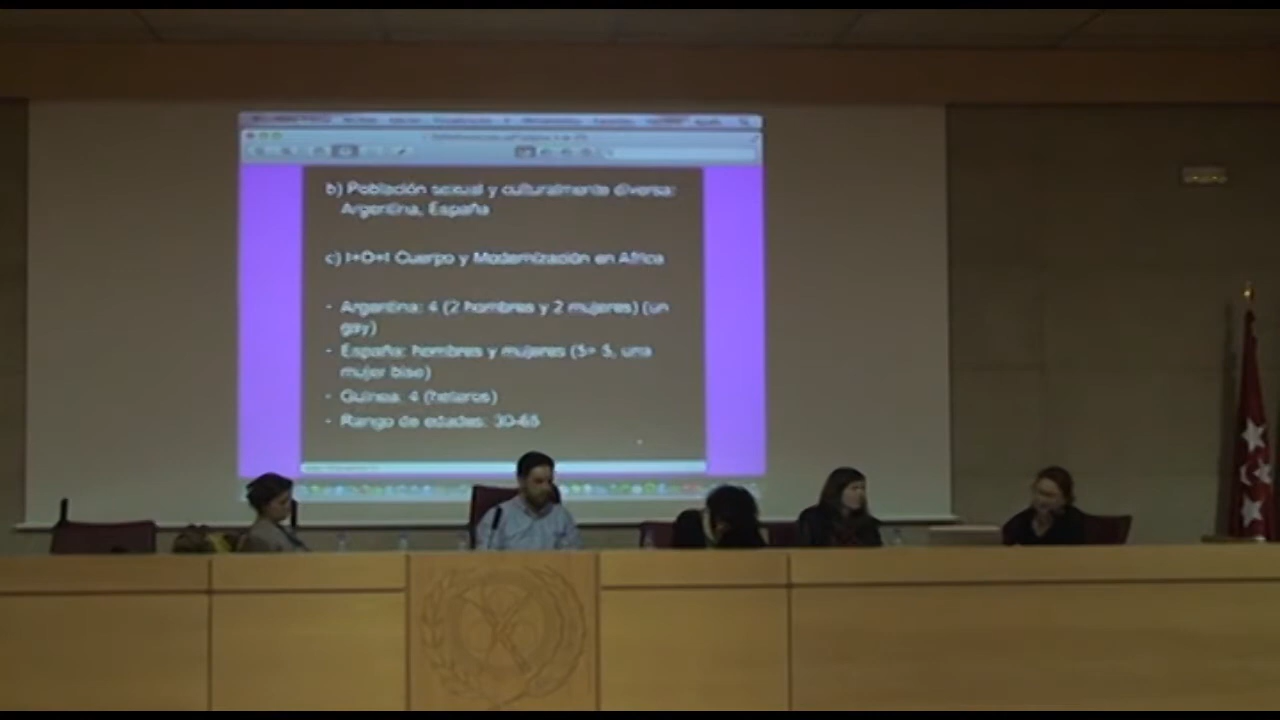 b) Población sexual y culturalmente diversa:
Argentina, España
c) I+D+I Cuerpo y Modernización en Africa
- Argentina: 4 (2 hombres y 2 mujeres) (un
gay)
- España: hombres y mujeres (5+ 5, una
mujer bise)
- Guinea: 4 (heteros)
- Rango de edades: 30-65